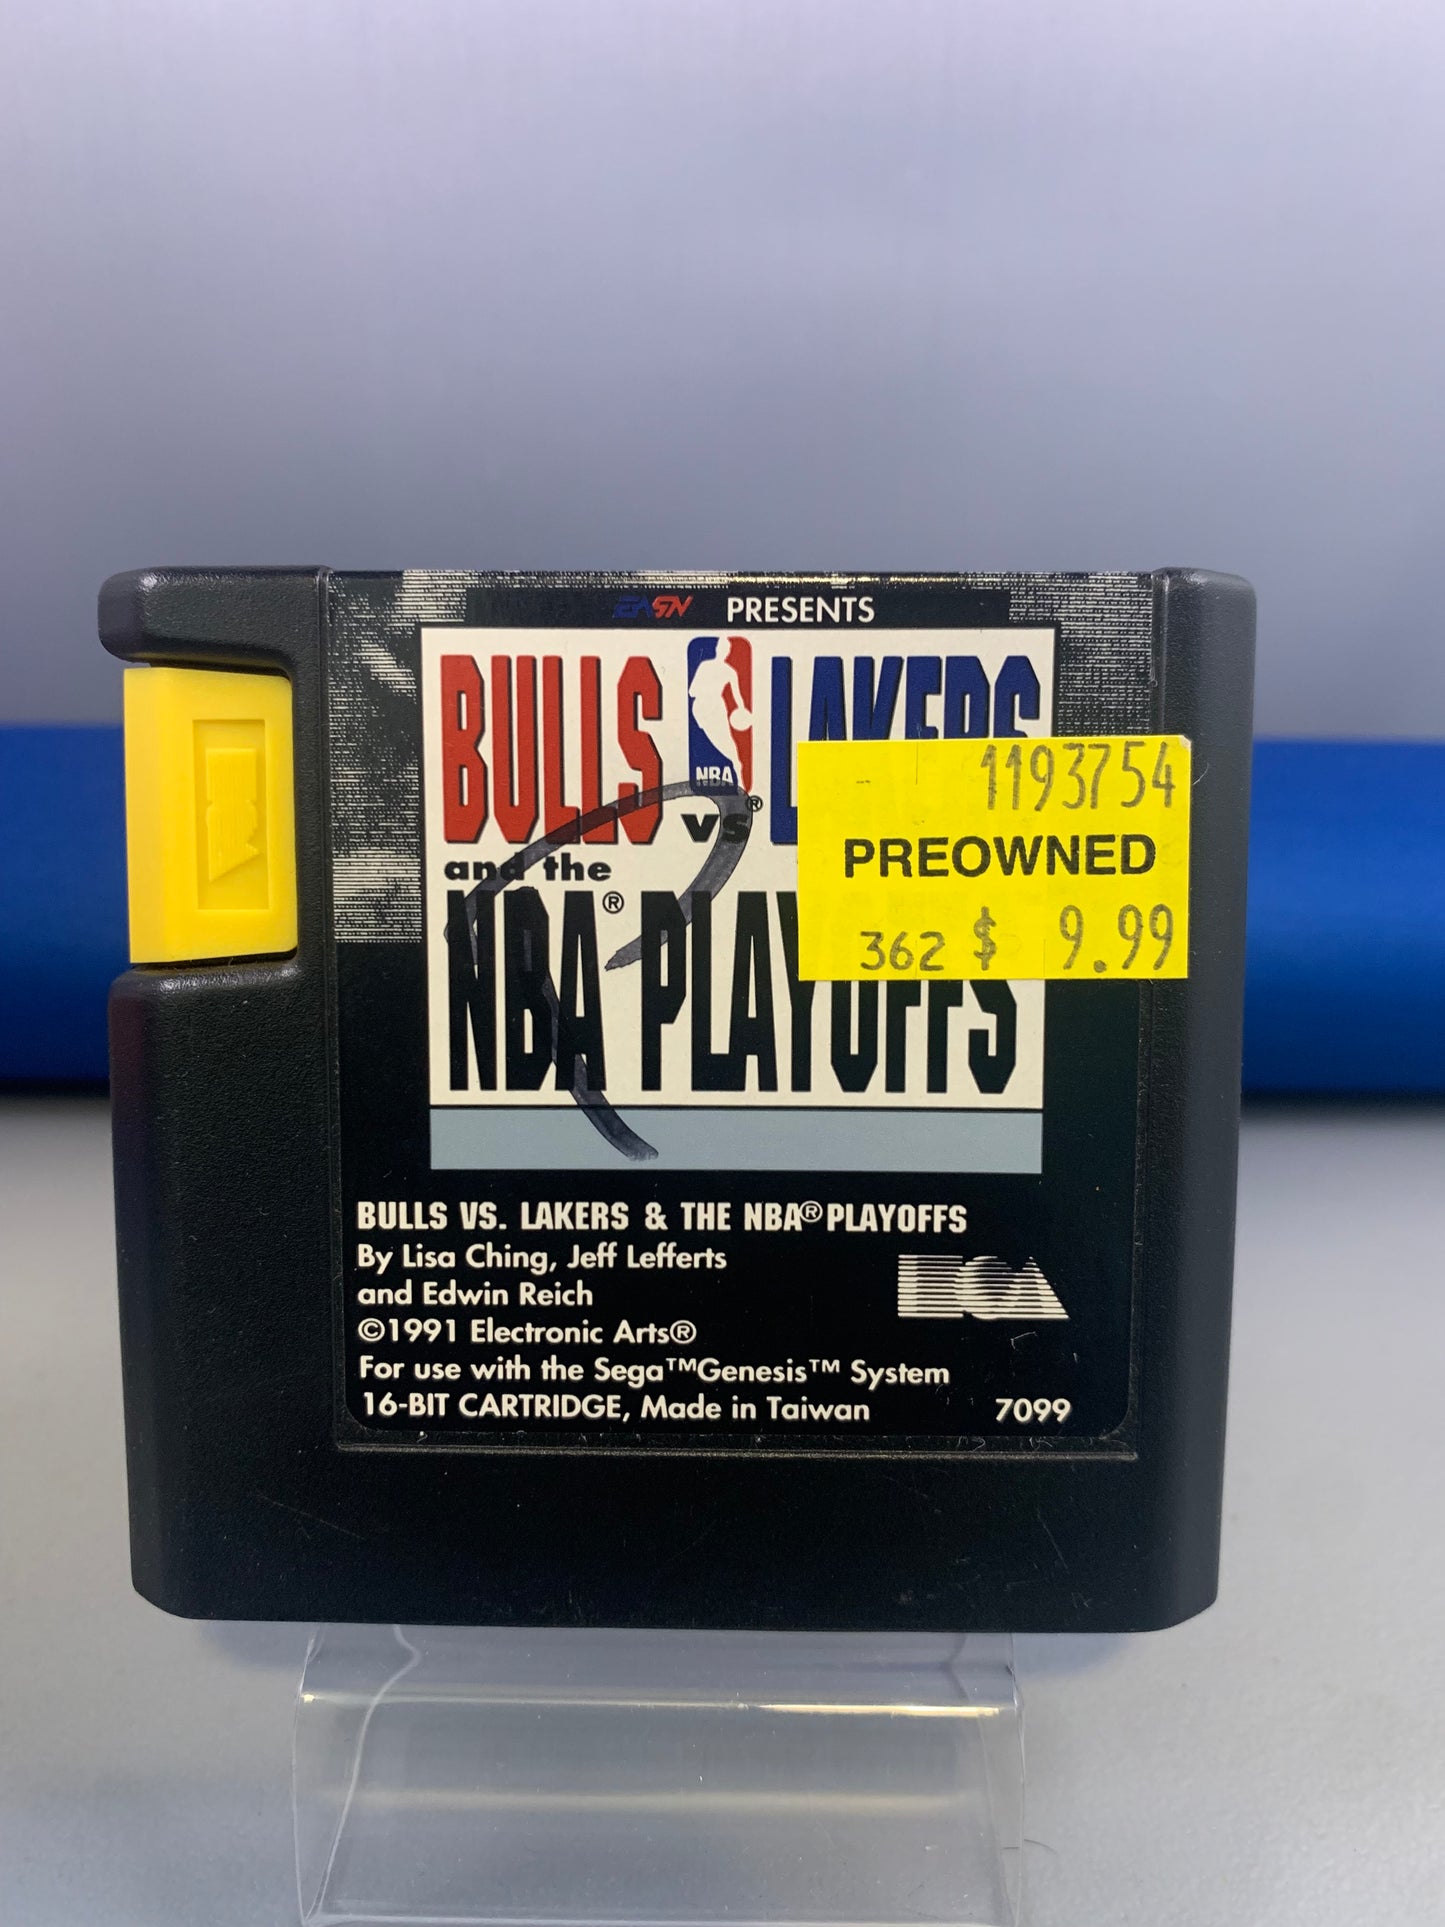 EASN PRESENTS
BULLS NBA LAKERS
vs®
and the
NBA® PLAYOFFS
1193754
PREOWNED
362 $ 9.99
BULLS VS. LAKERS & THE NBA® PLAYOFFS
By Lisa Ching, Jeff Lefferts
and Edwin Reich
©1991 Electronic Arts®
For use with the Sega™ Genesis™ System
16-BIT CARTRIDGE, Made in Taiwan 7099